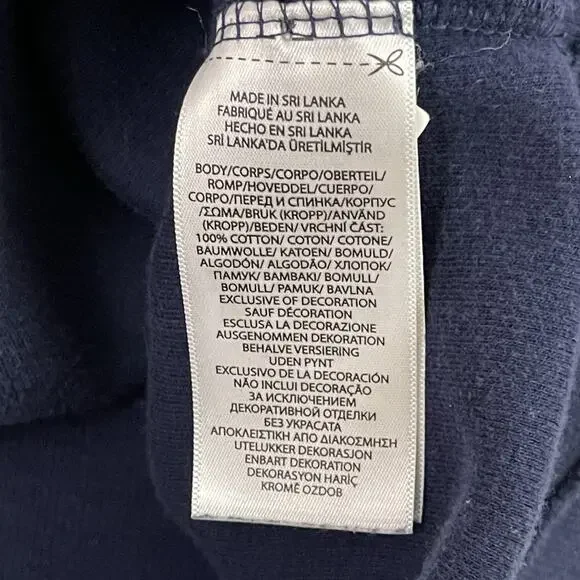 MADE IN SRI LANKA
FABRIQUÉ AU SRI LANKA
HECHO EN SRI LANKA
SRİ LANKA'DA ÜRETİLMİŞTİR
BODY/CORPS/CORPO/OBERTEIL/
ROMP/HOVEDDEL/CUERPO/
CORPO/ПЕРЕД И СПИНКА/КОРПУС
/ΣΩΜΑ/BRUK (KROPP)/ANVÄND
(KROPP)/BEDEN/ VRCHNÍ ČÁST:
100% COTTON/ COTON/ COTONE/
BAUMWOLLE/ KATOEN/ BOMULD/
ALGODÓN/ ALGODÃO/ ХЛОПОК/
ПАМУК/ ΒΑΜΒΑΚΙ/ BOMULL/
BOMULL/ PAMUK/ BAVLNA
EXCLUSIVE OF DECORATION
SAUF DÉCORATION
ESCLUSA LA DECORAZIONE
AUSGENOMMEN DEKORATION
BEHALVE VERSIERING
UDEN PYNT
EXCLUSIVO DE LA DECORACIÓN
NÃO INCLUI DECORAÇÃO
ЗА ИСКЛЮЧЕНИЕМ
ДЕКОРАТИВНОЙ ОТДЕЛКИ
БЕЗ УКРАСАТА
ΑΠΟΚΛΕΙΣΤΙΚΗ ΑΠΟ ΔΙΑΚΟΣΜΗΣΗ
UTELUKKER DEKORASJON
ENBART DEKORATION
DEKORASYON HARİÇ
KROMĚ OZDOB